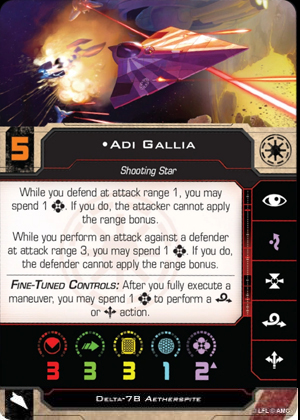 5
•Adi Gallia
Shooting Star
While you defend at attack range 1, you may
spend 1 . If you do, the attacker cannot apply
the range bonus.
While you perform an attack against a defender
at attack range 3, you may spend 1 . If you do,
the defender cannot apply the range bonus.
Fine-Tuned Controls: After you fully execute a
maneuver, you may spend 1 to perform a
or action.
3 3 3 1 2
Delta-7B Aethersprite
© LFL © AMG